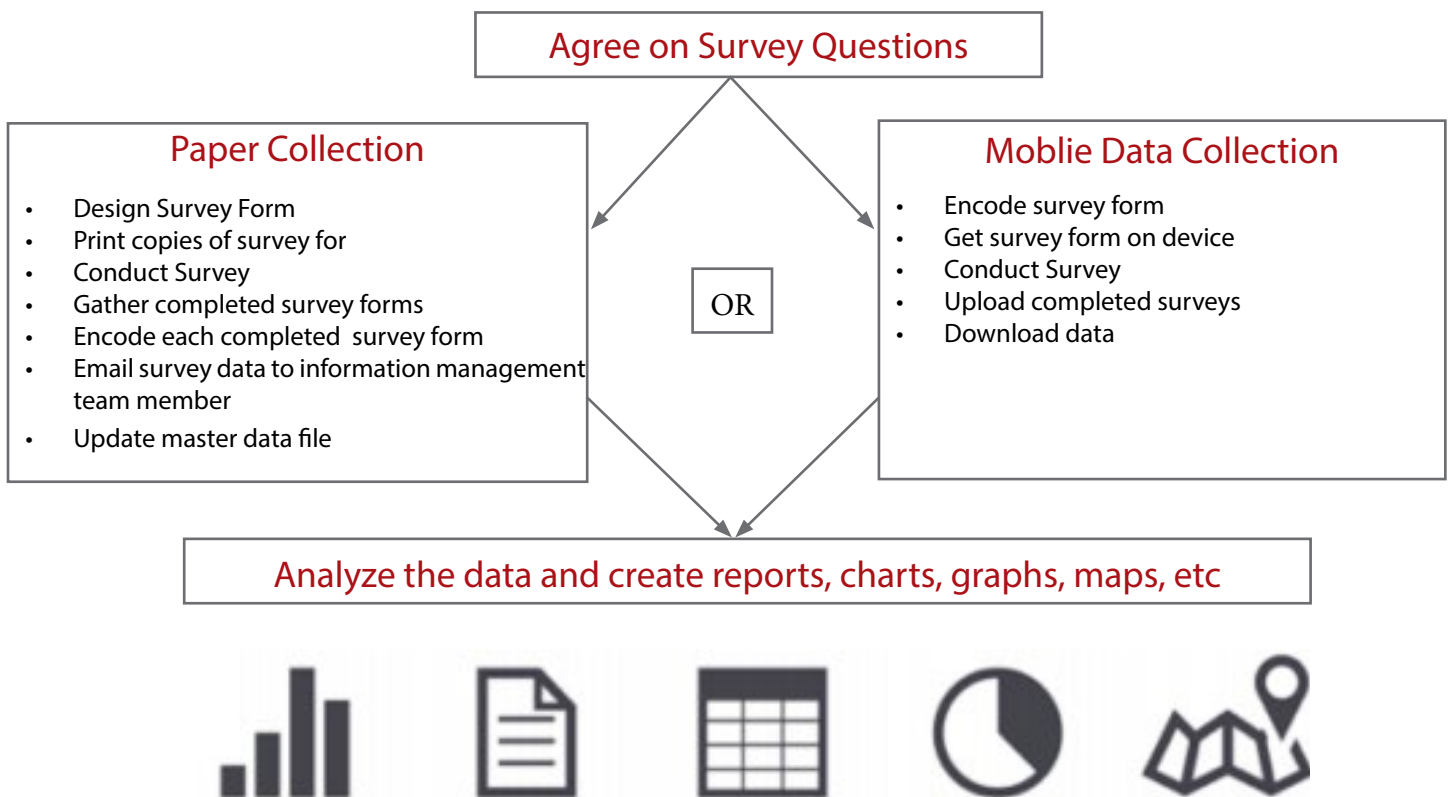 Agree on Survey Questions
Paper Collection
• Design Survey Form
• Print copies of survey for
• Conduct Survey
• Gather completed survey forms
• Encode each completed survey form
• Email survey data to information management
team member
• Update master data file
OR
Moblie Data Collection
• Encode survey form
• Get survey form on device
• Conduct Survey
• Upload completed surveys
• Download data
Analyze the data and create reports, charts, graphs, maps, etc